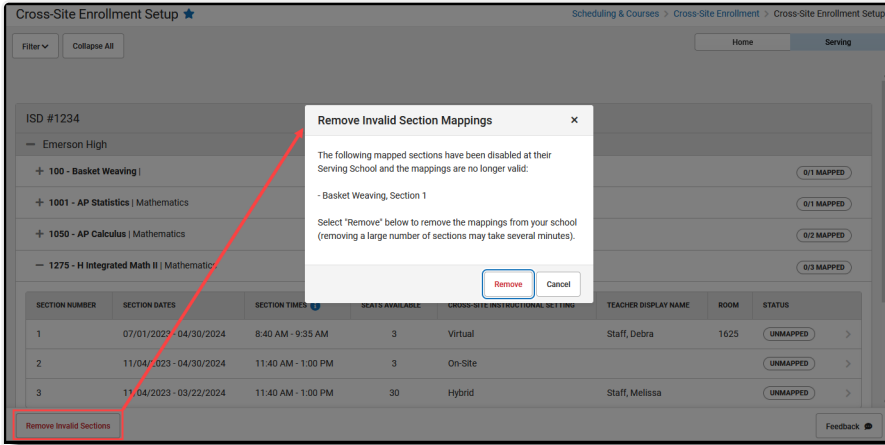 Cross-Site Enrollment Setup
Scheduling & Courses > Cross-Site Enrollment > Cross-Site Enrollment Setup
Filter Collapse All Home Serving
ISD #1234
Emerson High
100 - Basket Weaving |
0/1 MAPPED
1001 - AP Statistics | Mathematics
0/1 MAPPED
1050 - AP Calculus | Mathematics
0/2 MAPPED
1275 - H Integrated Math II | Mathematics
0/3 MAPPED
Remove Invalid Section Mappings ×
The following mapped sections have been disabled at their
Serving School and the mappings are no longer valid:
- Basket Weaving, Section 1
Select "Remove" below to remove the mappings from your school
(removing a large number of sections may take several minutes).
Remove Cancel
SECTION NUMBER SECTION DATES SECTION TIMES SEATS AVAILABLE CROSS-SITE INSTRUCTIONAL SETTING TEACHER DISPLAY NAME ROOM STATUS
1 07/01/2023 - 04/30/2024 8:40 AM - 9:35 AM 3 Virtual Staff, Debra 1625 UNMAPPED
2 11/04/2023 - 04/30/2024 11:40 AM - 1:00 PM 3 On-Site UNMAPPED
3 11/04/2023 - 03/22/2024 11:40 AM - 1:00 PM 30 Hybrid Staff, Melissa UNMAPPED
Remove Invalid Sections Feedback